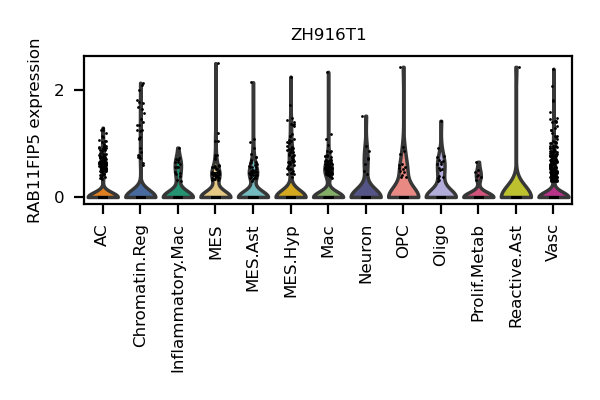 ZH916T1
RAB11FIP5 expression
2
0
AC
Chromatin.Reg
Inflammatory.Mac
MES
MES.Ast
MES.Hyp
Mac
Neuron
OPC
Oligo
Prolif.Metab
Reactive.Ast
Vasc